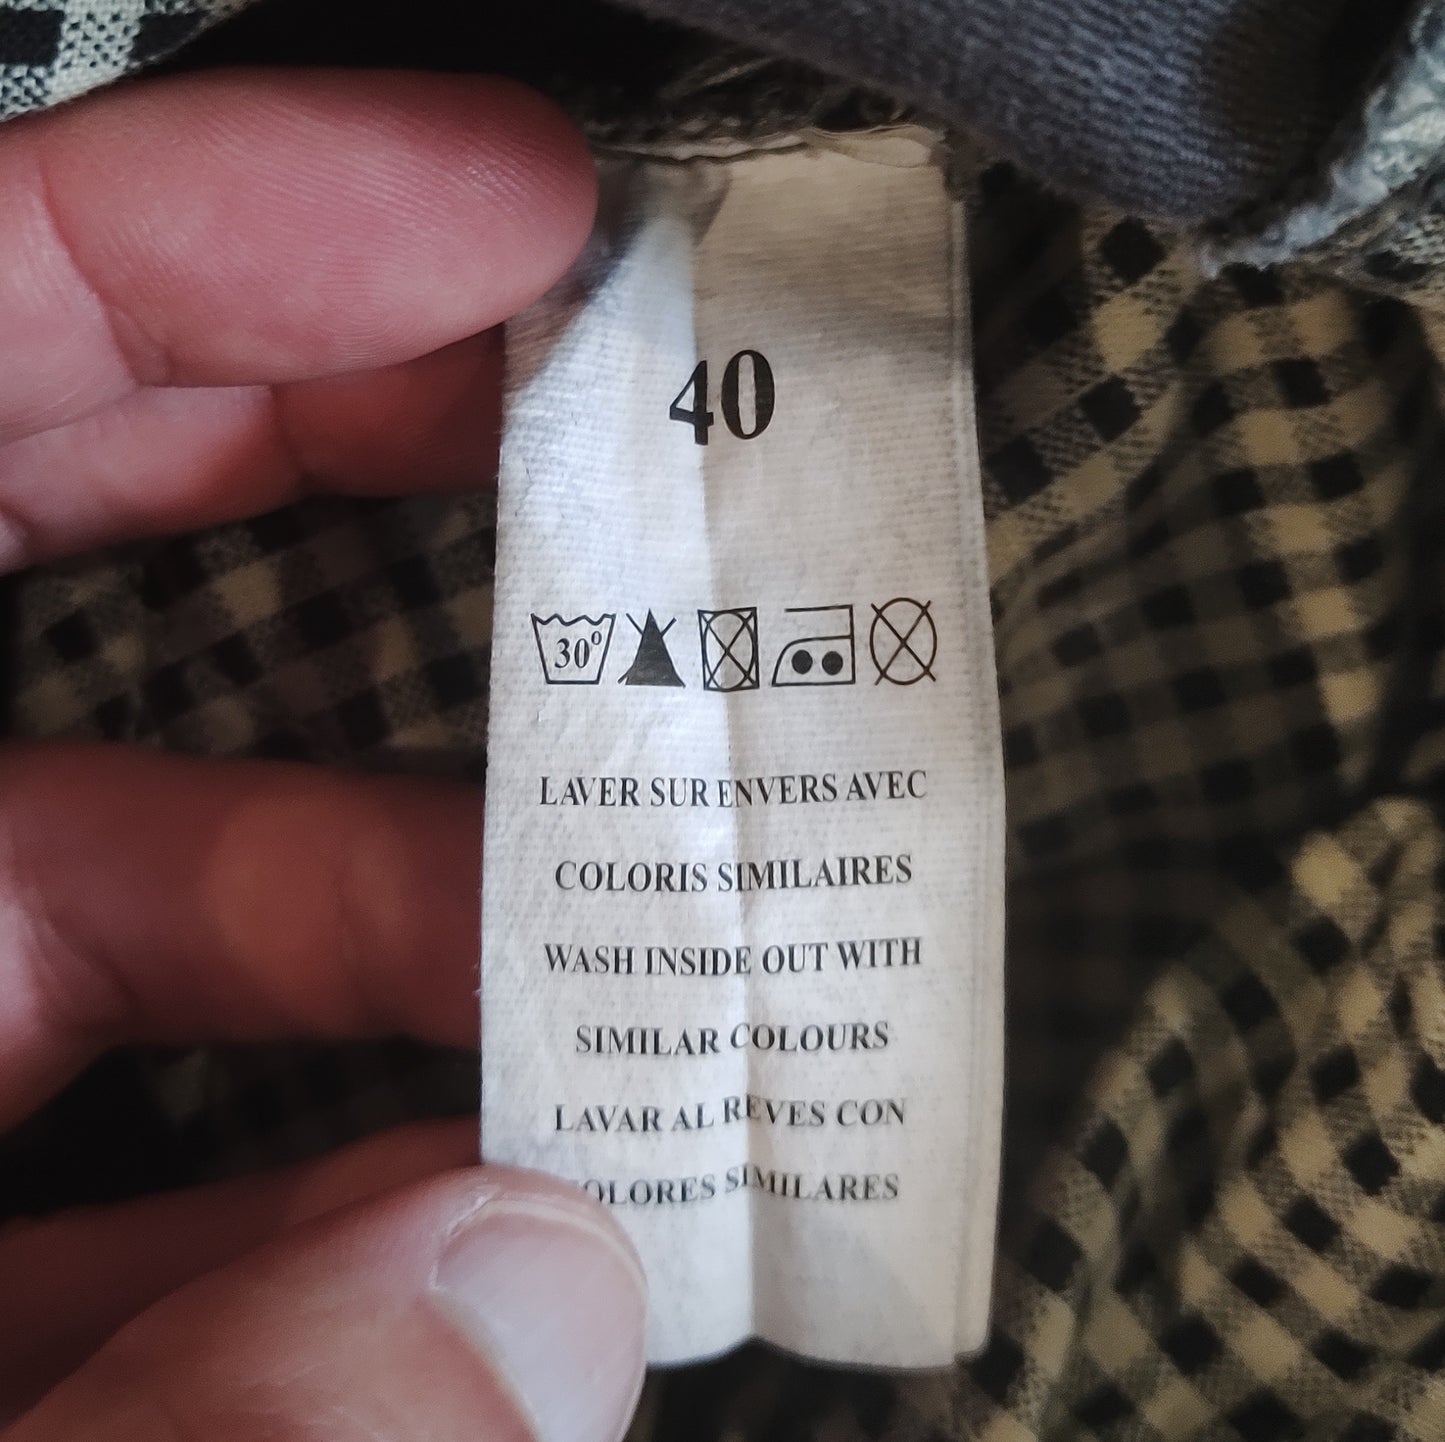 40
30°
LAVER SUR ENVERS AVEC
COLORIS SIMILAIRES
WASH INSIDE OUT WITH
SIMILAR COLOURS
LAVAR AL REVES CON
OLORES SIMILARES